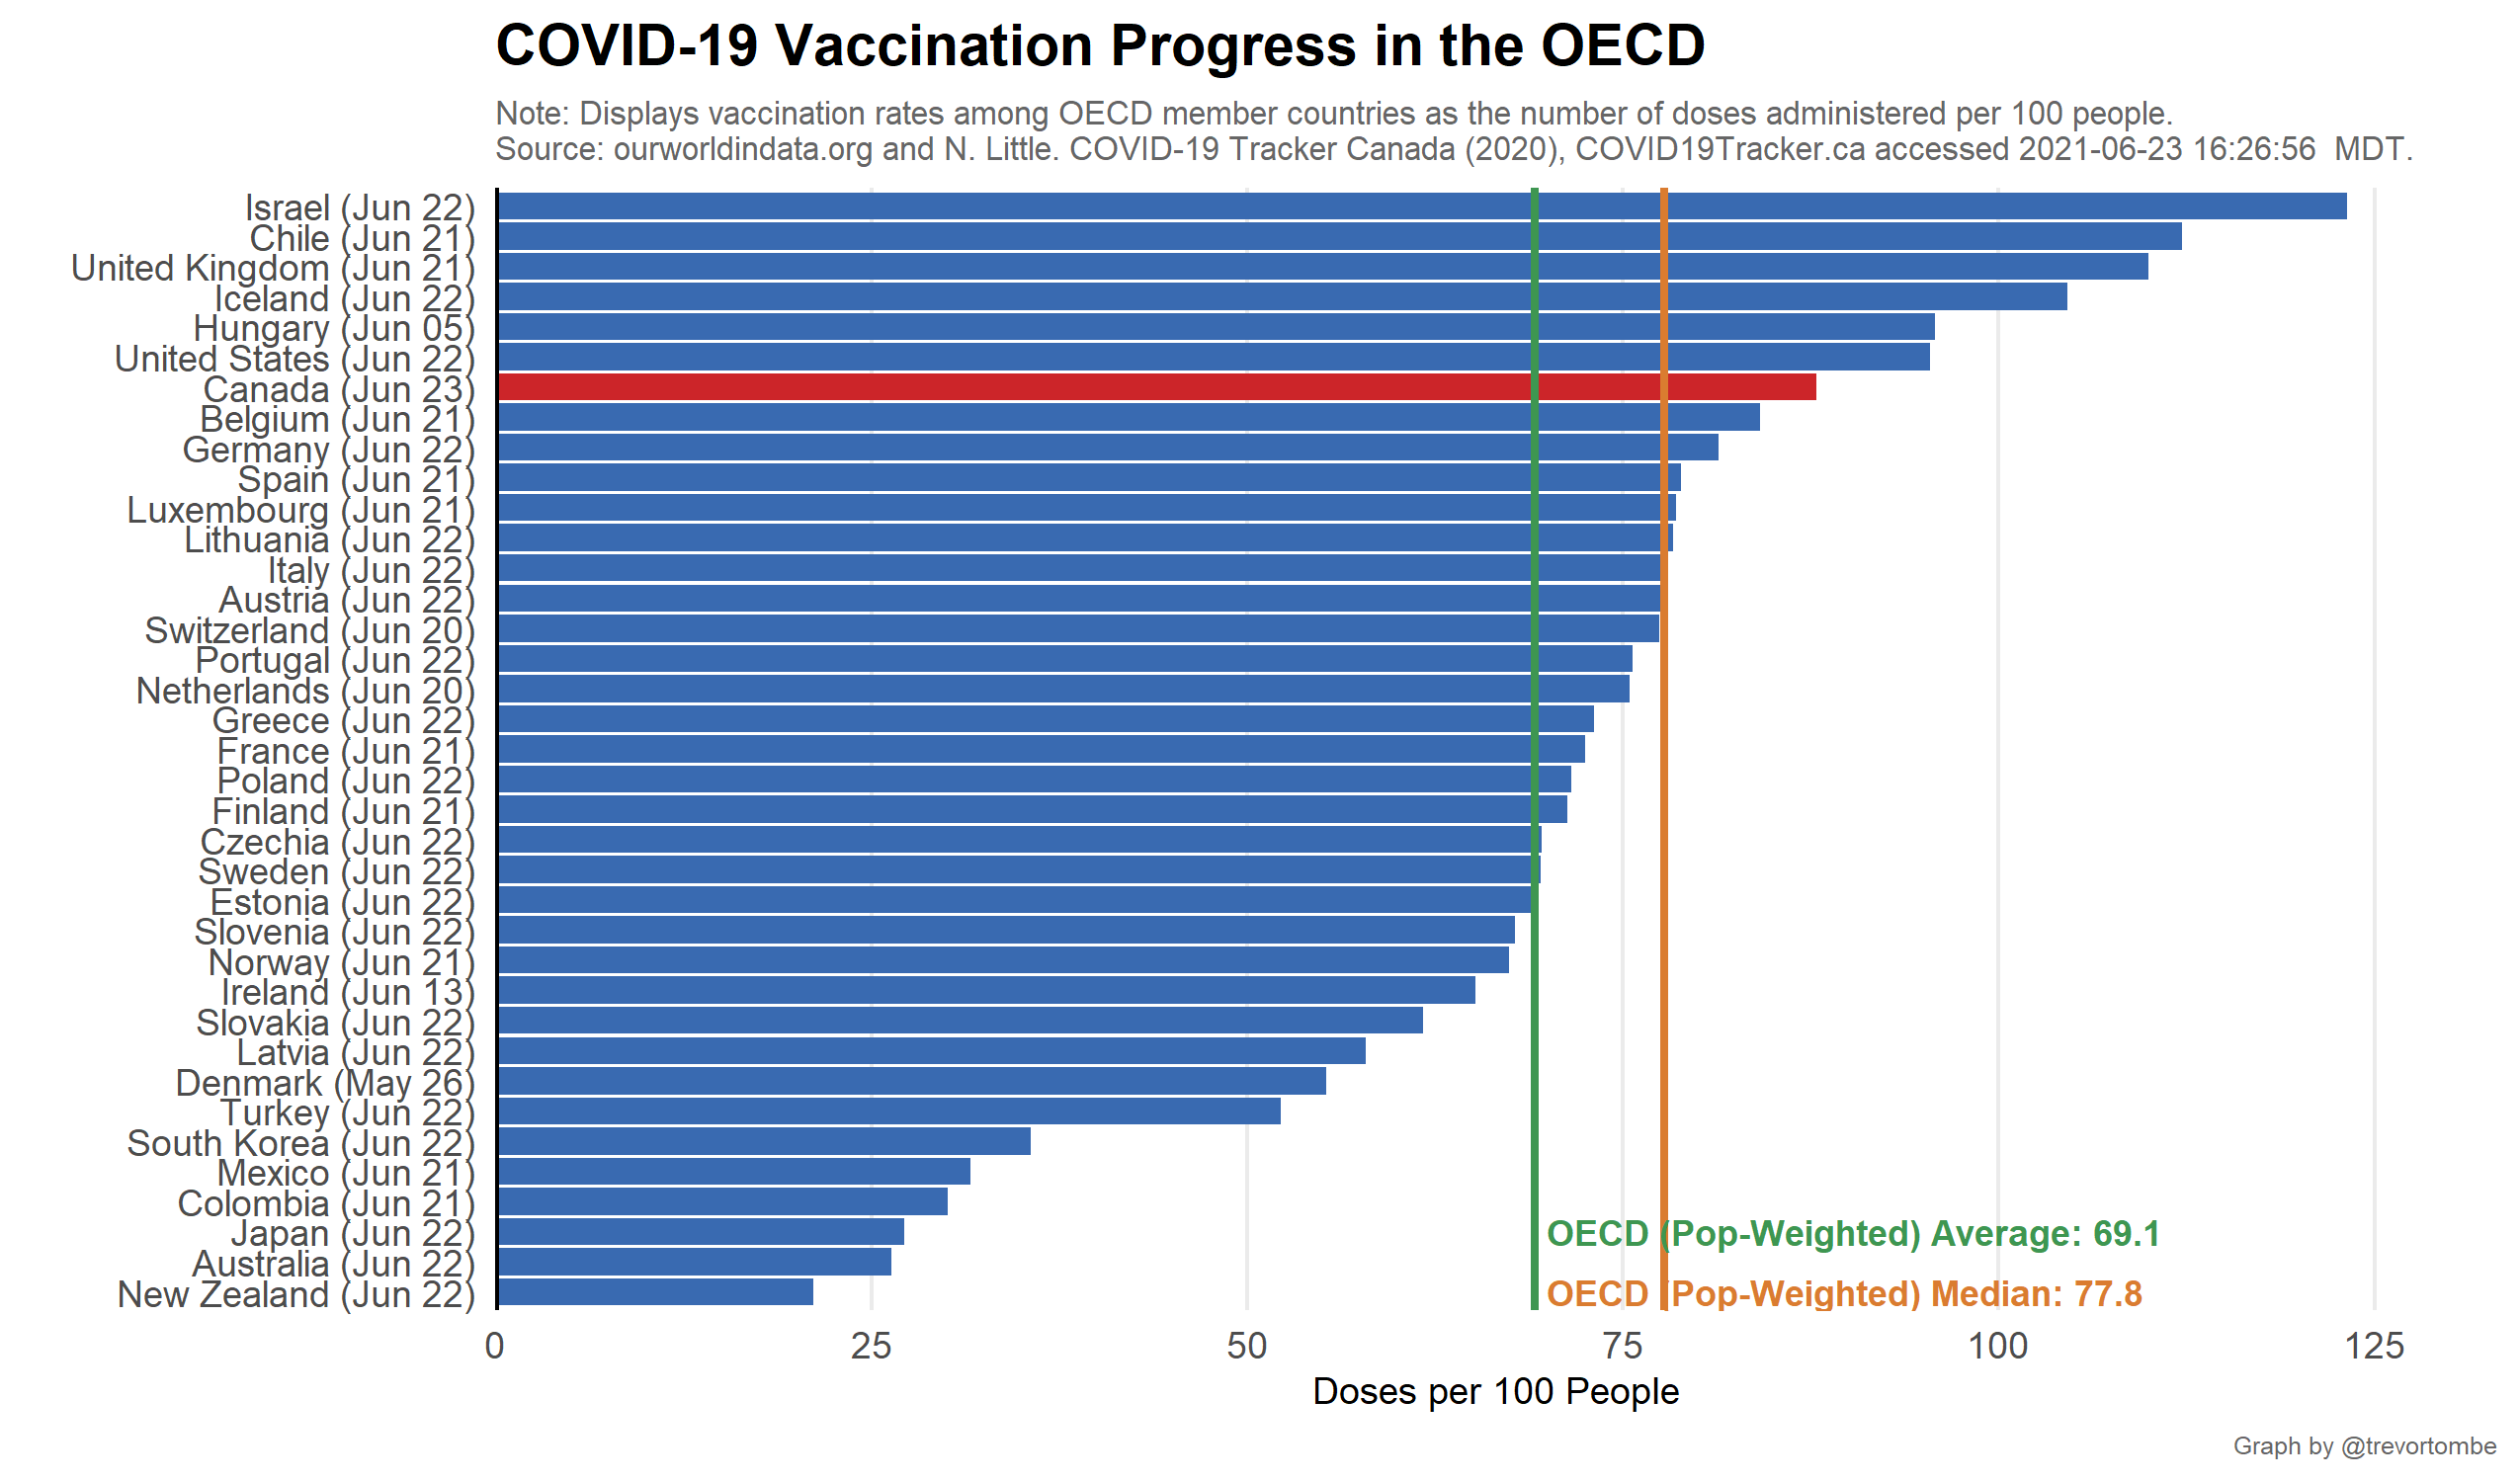 COVID-19 Vaccination Progress in the OECD
Note: Displays vaccination rates among OECD member countries as the number of doses administered per 100 people.
Source: ourworldindata.org and N. Little. COVID-19 Tracker Canada (2020), COVID19Tracker.ca accessed 2021-06-23 16:26:56  MDT.
Israel (Jun 22)
Chile (Jun 21)
United Kingdom (Jun 21)
Iceland (Jun 22)
Hungary (Jun 05)
United States (Jun 22)
Canada (Jun 23)
Belgium (Jun 21)
Germany (Jun 22)
Spain (Jun 21)
Luxembourg (Jun 21)
Lithuania (Jun 22)
Italy (Jun 22)
Austria (Jun 22)
Switzerland (Jun 20)
Portugal (Jun 22)
Netherlands (Jun 20)
Greece (Jun 22)
France (Jun 21)
Poland (Jun 22)
Finland (Jun 21)
Czechia (Jun 22)
Sweden (Jun 22)
Estonia (Jun 22)
Slovenia (Jun 22)
Norway (Jun 21)
Ireland (Jun 13)
Slovakia (Jun 22)
Latvia (Jun 22)
Denmark (May 26)
Turkey (Jun 22)
South Korea (Jun 22)
Mexico (Jun 21)
Colombia (Jun 21)
Japan (Jun 22)
OECD (Pop-Weighted) Average: 69.1
Australia (Jun 22)
New Zealand (Jun 22)
OECD (Pop-Weighted) Median: 77.8
0 25 50 75 100 125
Doses per 100 People
Graph by @trevortombe